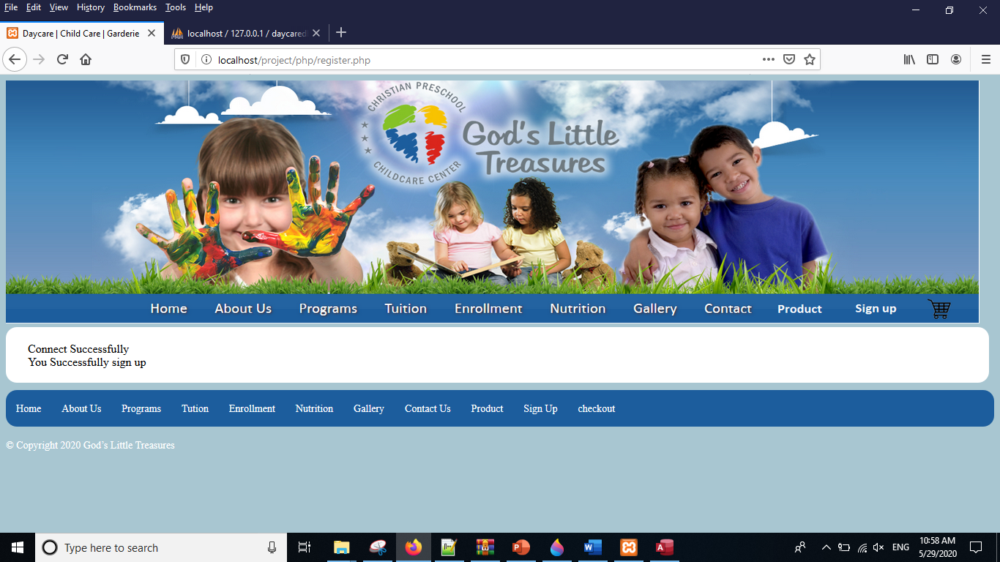 File Edit View History Bookmarks Tools Help
Daycare | Child Care | Garderie
localhost / 127.0.0.1 / daycared
localhost/project/php/register.php
CHRISTIAN PRESCHOOL
CHILDCARE CENTER
God's Little
Treasures
Home About Us Programs Tuition Enrollment Nutrition Gallery Contact Product Sign up
Connect Successfully
You Successfully sign up
Home About Us Programs Tution Enrollment Nutrition Gallery Contact Us Product Sign Up checkout
© Copyright 2020 God´s Little Treasures
Type here to search
ENG
10:58 AM
5/29/2020